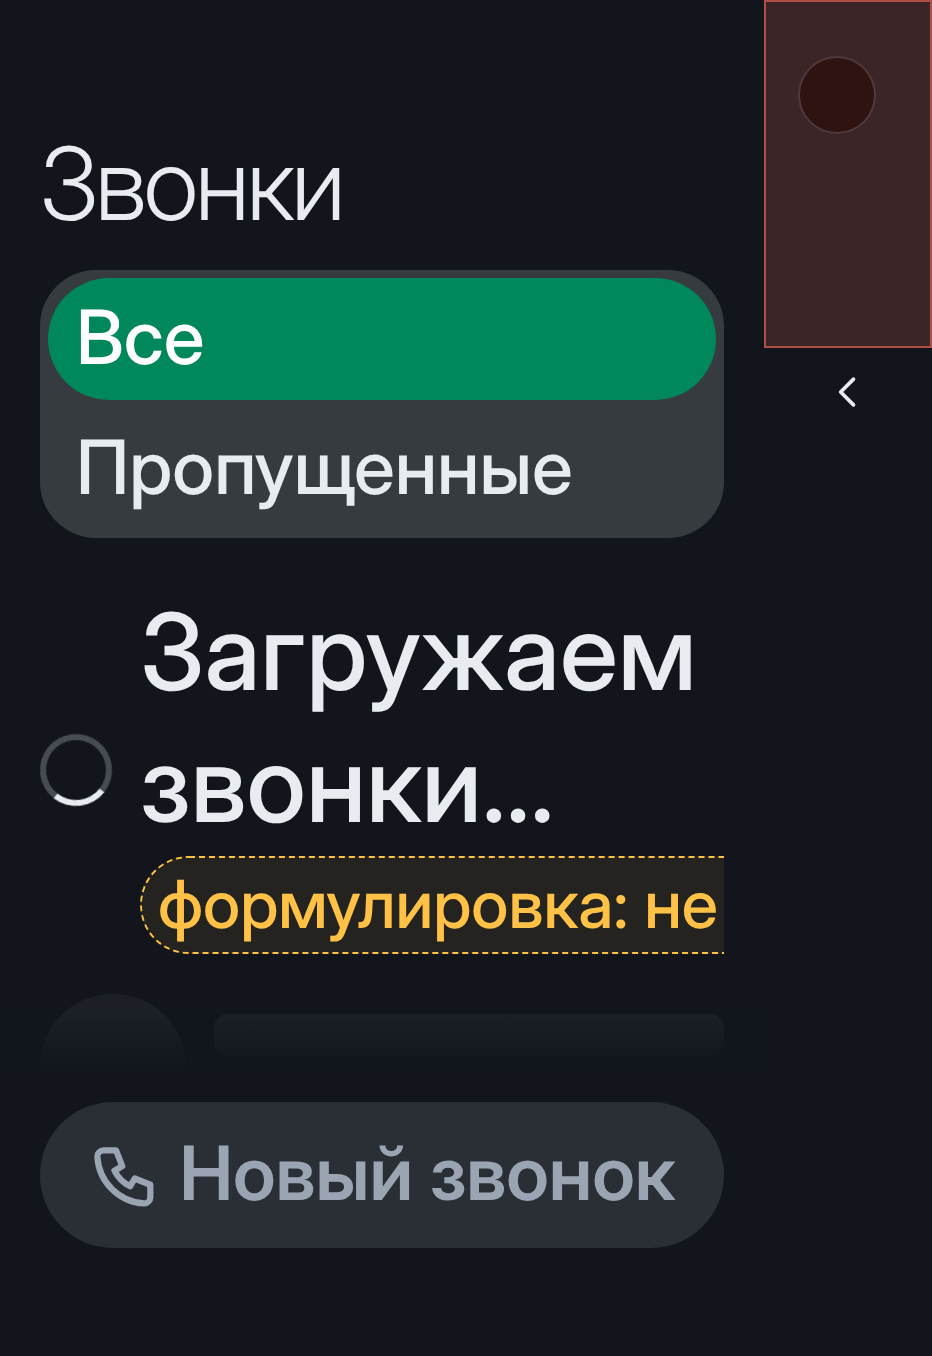 Звонки
Все
Пропущенные
Загружаем
звонки...
формулировка: не
Новый звонок